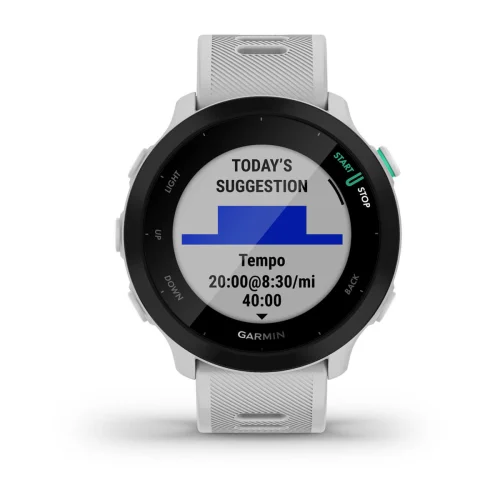 TODAY'S
SUGGESTION
START
STOP
LIGHT
UP
DOWN
BACK
Tempo
20:00@8:30/mi
40:00
GARMIN